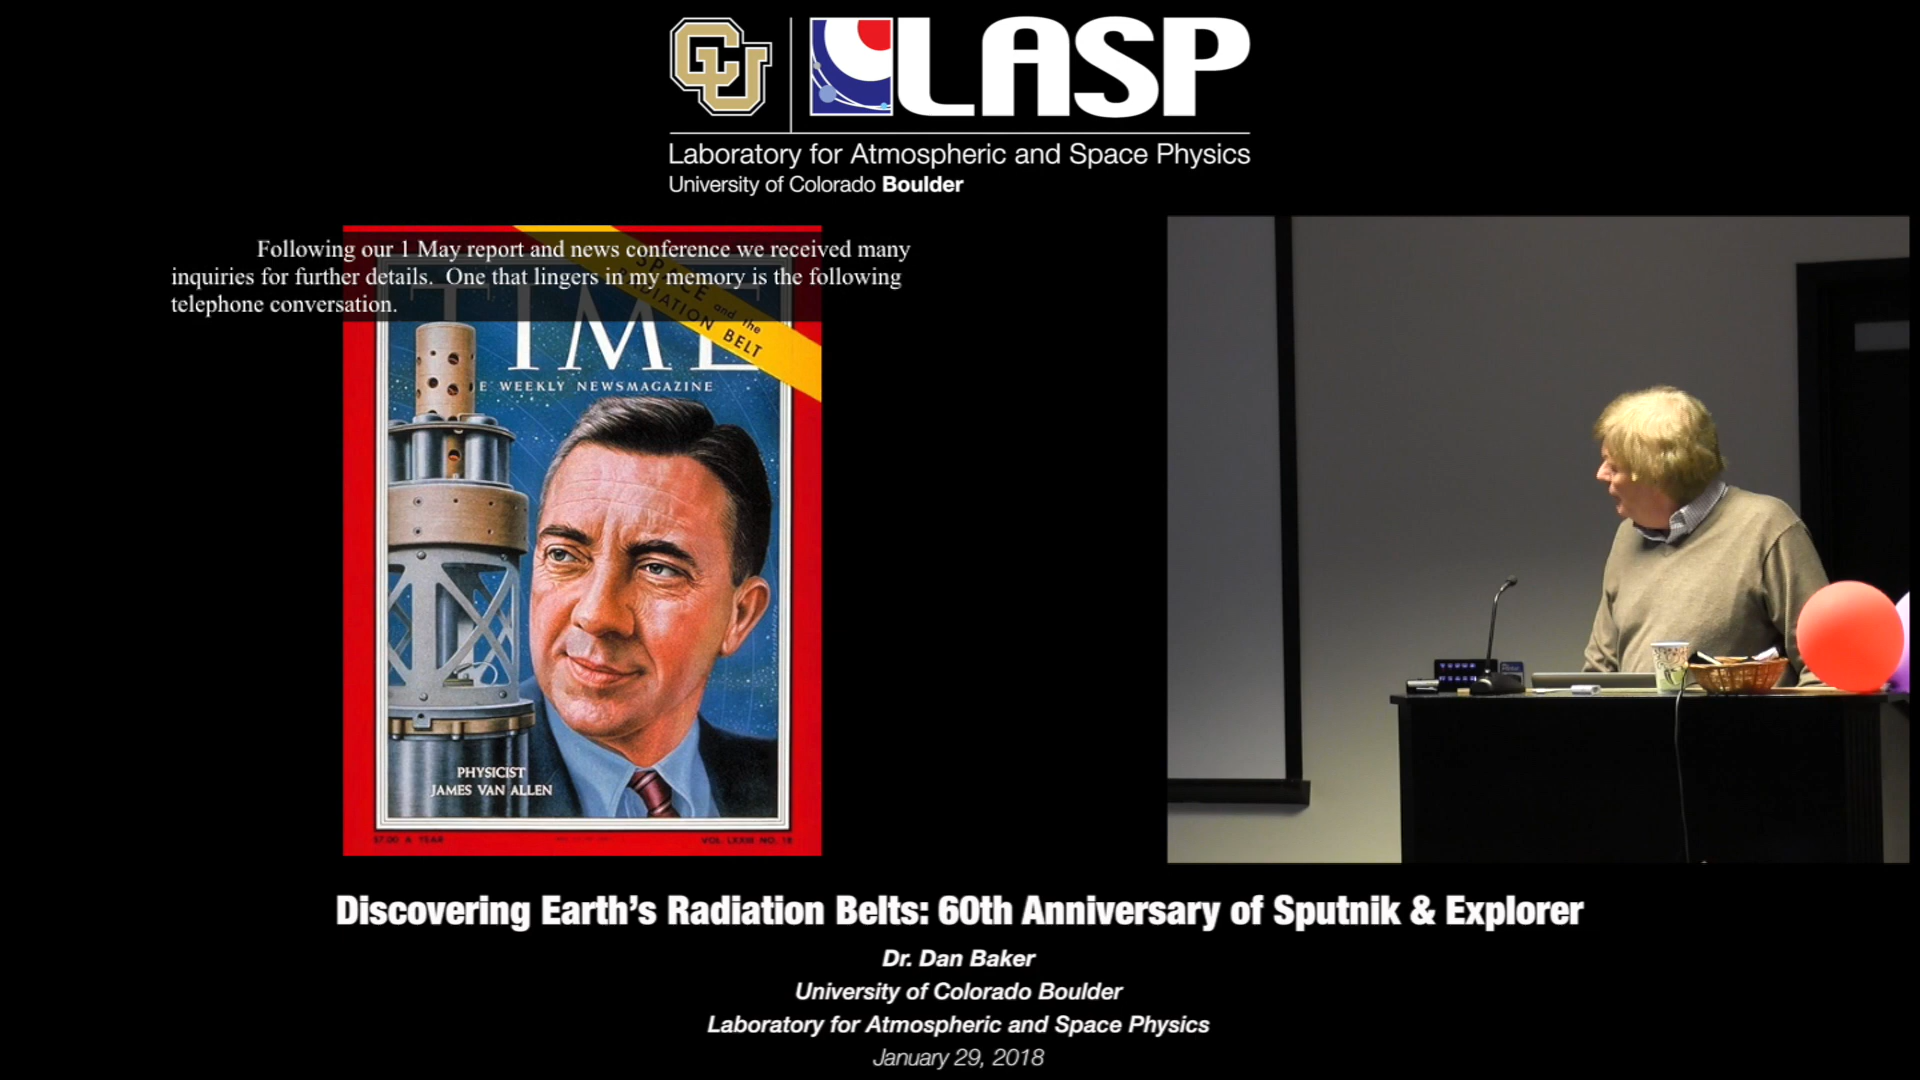 CU
LASP
Laboratory for Atmospheric and Space Physics
University of Colorado Boulder
Following our 1 May report and news conference we received many
inquiries for further details. One that lingers in my memory is the following
telephone conversation.
SPACE and the
RADIATION BELT
TIME
E WEEKLY NEWSMAGAZINE
PHYSICIST
JAMES VAN ALLEN
$7.00 A YEAR
VOL. LXXIII NO. 18
Discovering Earth's Radiation Belts: 60th Anniversary of Sputnik & Explorer
Dr. Dan Baker
University of Colorado Boulder
Laboratory for Atmospheric and Space Physics
January 29, 2018